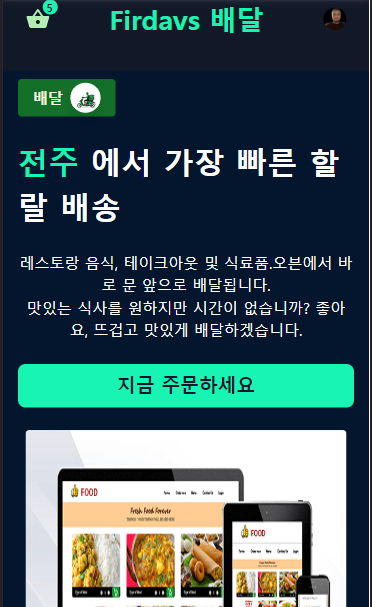 5
Firdavs 배달
배달
전주 에서 가장 빠른 할
랄 배송
레스토랑 음식, 테이크아웃 및 식료품.오븐에서 바
로 문 앞으로 배달됩니다.
맛있는 식사를 원하지만 시간이 없습니까? 좋아
요, 뜨겁고 맛있게 배달하겠습니다.
지금 주문하세요
FOOD
Fresh Food Forever
FOOD